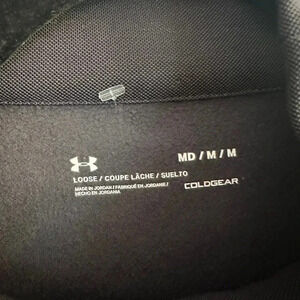 MD / M / M
LOOSE / COUPE LÂCHE / SUELTO
MADE IN JORDAN / FABRIQUÉ EN JORDANIE /
HECHO EN JORDANIA
COLDGEAR